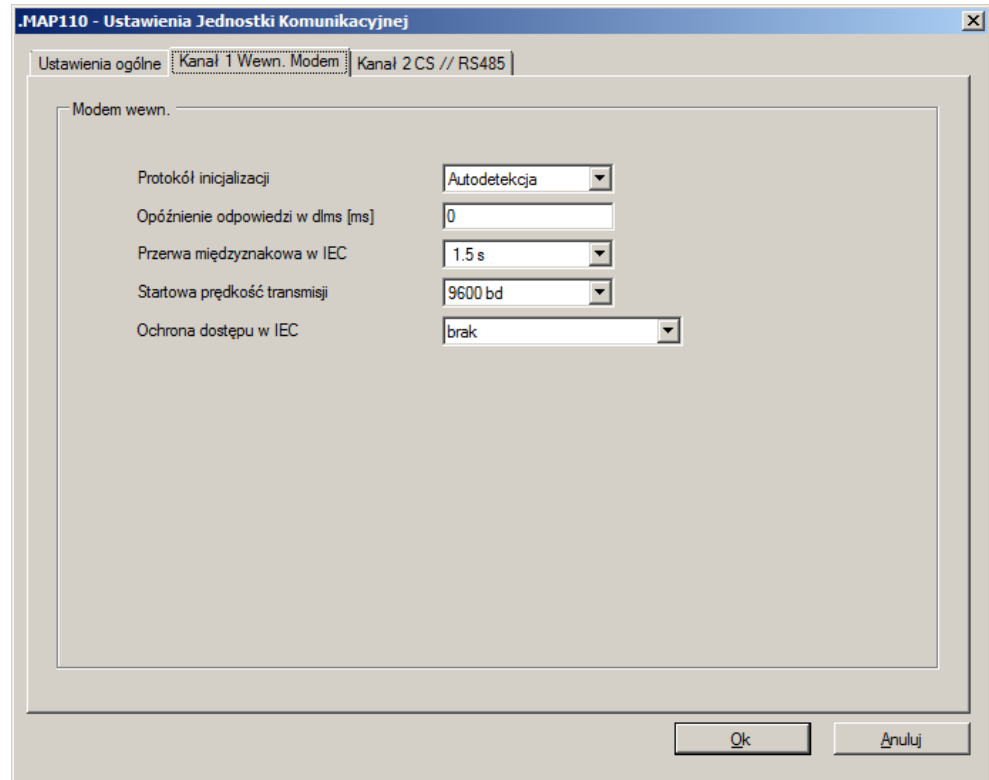 .MAP110 - Ustawienia Jednostki Komunikacyjnej
Ustawienia ogólne Kanał 1 Wewn. Modem Kanał 2 CS // RS485
Modem wewn.
Protokół inicjalizacji Autodetekcja
Opóźnienie odpowiedzi w dlms [ms] 0
Przerwa międzyznakowa w IEC 1.5 s
Startowa prędkość transmisji 9600 bd
Ochrona dostępu w IEC brak
Ok Anuluj